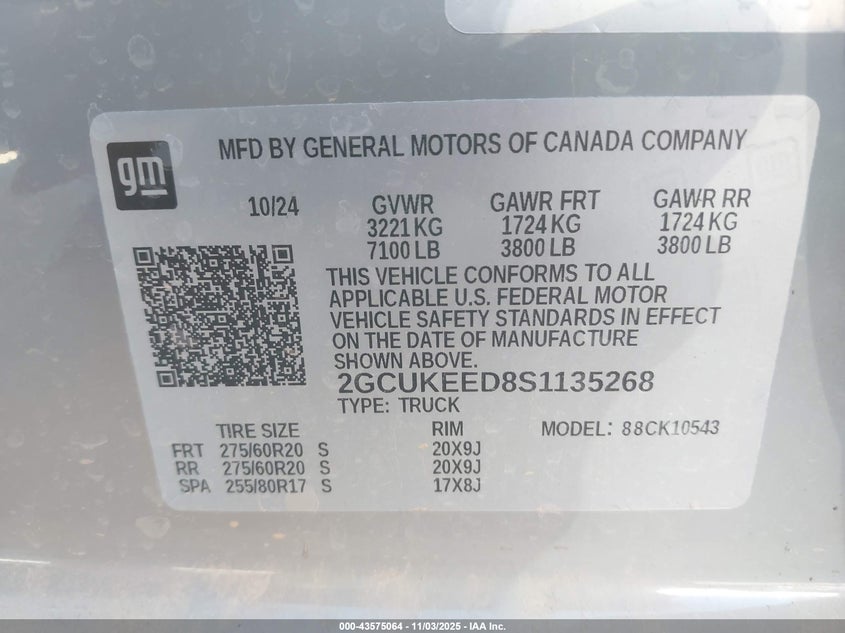 gm
MFD BY GENERAL MOTORS OF CANADA COMPANY
10/24 GVWR GAWR FRT GAWR RR
3221 KG 1724 KG 1724 KG
7100 LB 3800 LB 3800 LB
THIS VEHICLE CONFORMS TO ALL
APPLICABLE U.S. FEDERAL MOTOR
VEHICLE SAFETY STANDARDS IN EFFECT
ON THE DATE OF MANUFACTURE
SHOWN ABOVE.
2GCUKEED8S1135268
TYPE: TRUCK
TIRE SIZE RIM MODEL: 88CK10543
FRT 275/60R20 S 20X9J
RR 275/60R20 S 20X9J
SPA 255/80R17 S 17X8J
000-43575064 - 11/03/2025 - IAA Inc.